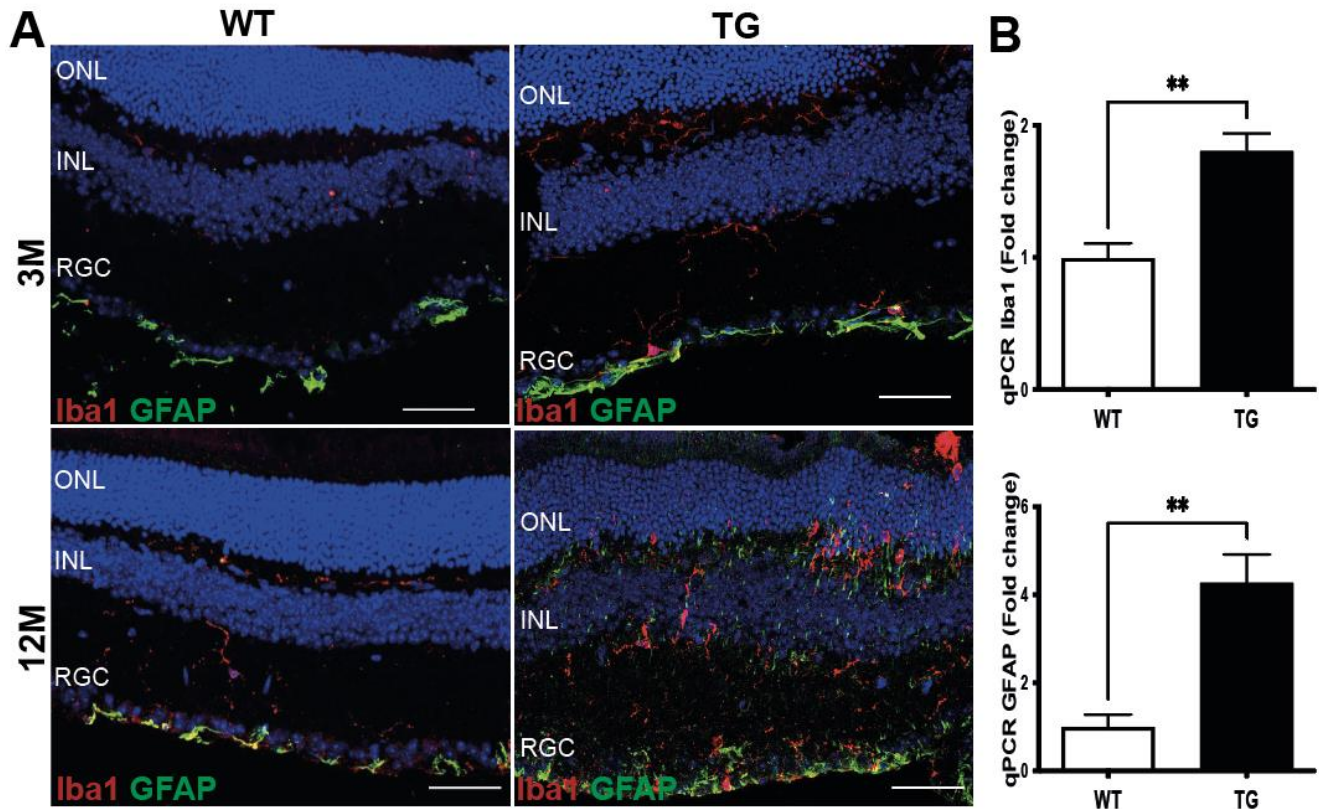 A
WT
TG
3M
ONL
INL
RGC
Iba1 GFAP
ONL
INL
RGC
Iba1 GFAP
12M
ONL
INL
RGC
Iba1 GFAP
ONL
INL
RGC
Iba1 GFAP
B
qPCR Iba1 (Fold change)
2
1
0
**
WT
TG
qPCR GFAP (Fold change)
6
4
2
0
**
WT
TG